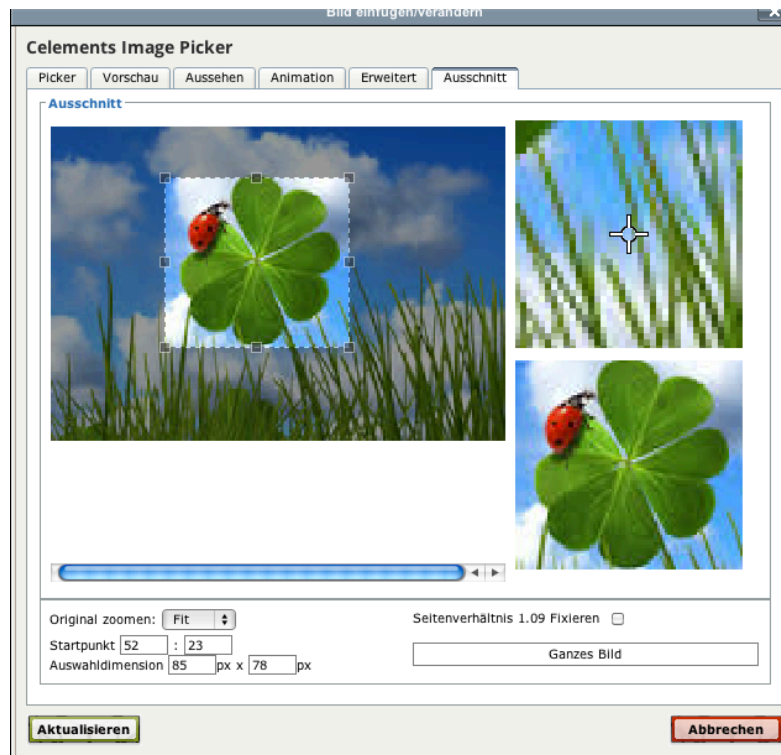 Bild einfügen/verändern
Celements Image Picker
Picker Vorschau Aussehen Animation Erweitert Ausschnitt
Ausschnitt
Original zoomen: Fit Seitenverhältnis 1.09 Fixieren
Startpunkt 52 : 23
Auswahldimension 85 px x 78 px
Ganzes Bild
Aktualisieren Abbrechen